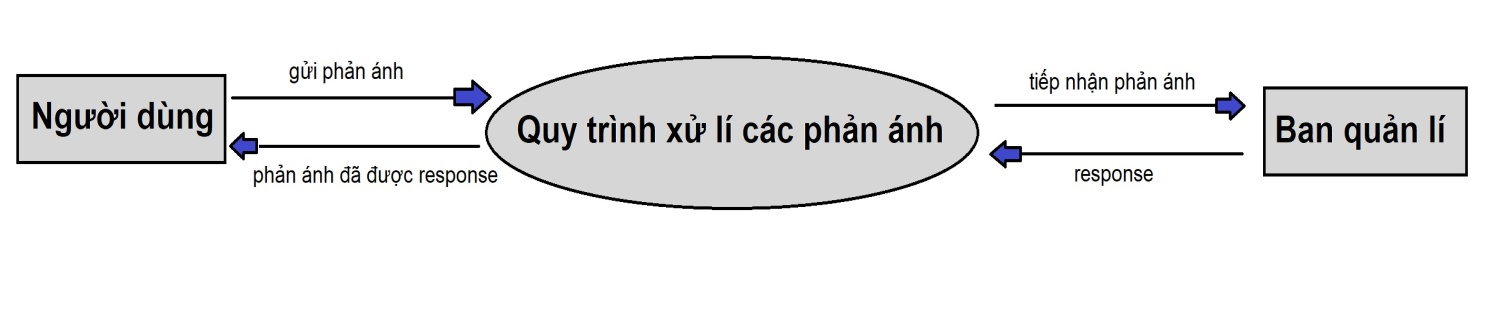 Người dùng
gửi phản ánh
phản ánh đã được response
Quy trình xử lí các phản ánh
tiếp nhận phản ánh
response
Ban quản lí